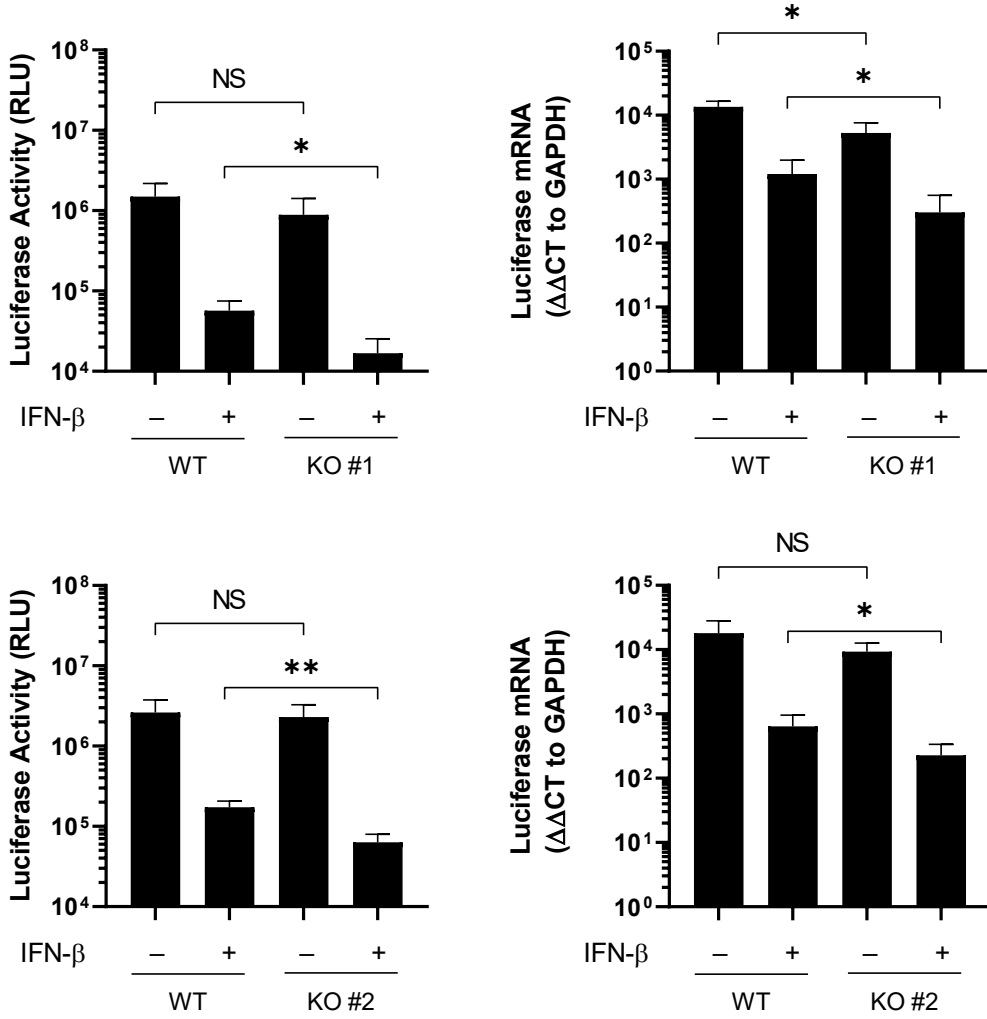 Luciferase Activity (RLU)
10⁸
10⁷
10⁶
10⁵
10⁴
NS
*
IFN-β – + – +
WT KO #1
Luciferase mRNA
(ΔΔCT to GAPDH)
10⁵
10⁴
10³
10²
10¹
10⁰
*
*
IFN-β – + – +
WT KO #1
Luciferase Activity (RLU)
10⁸
10⁷
10⁶
10⁵
10⁴
NS
**
IFN-β – + – +
WT KO #2
Luciferase mRNA
(ΔΔCT to GAPDH)
10⁵
10⁴
10³
10²
10¹
10⁰
NS
*
IFN-β – + – +
WT KO #2